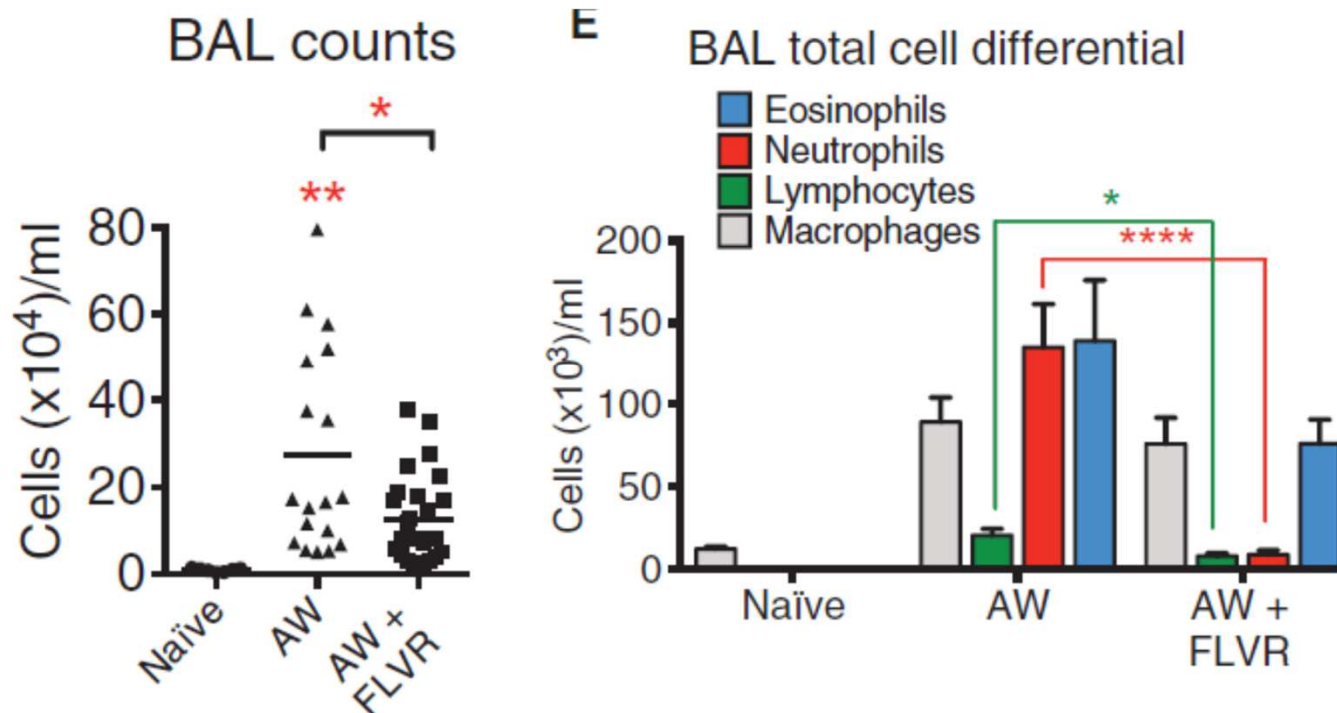 BAL counts
*
**
Cells (x10⁴)/ml
80
60
40
20
0
Naïve
AW
AW +
FLVR
E
BAL total cell differential
Eosinophils
Neutrophils
Lymphocytes
Macrophages
*
****
Cells (x10³)/ml
200
150
100
50
0
Naïve
AW
AW +
FLVR